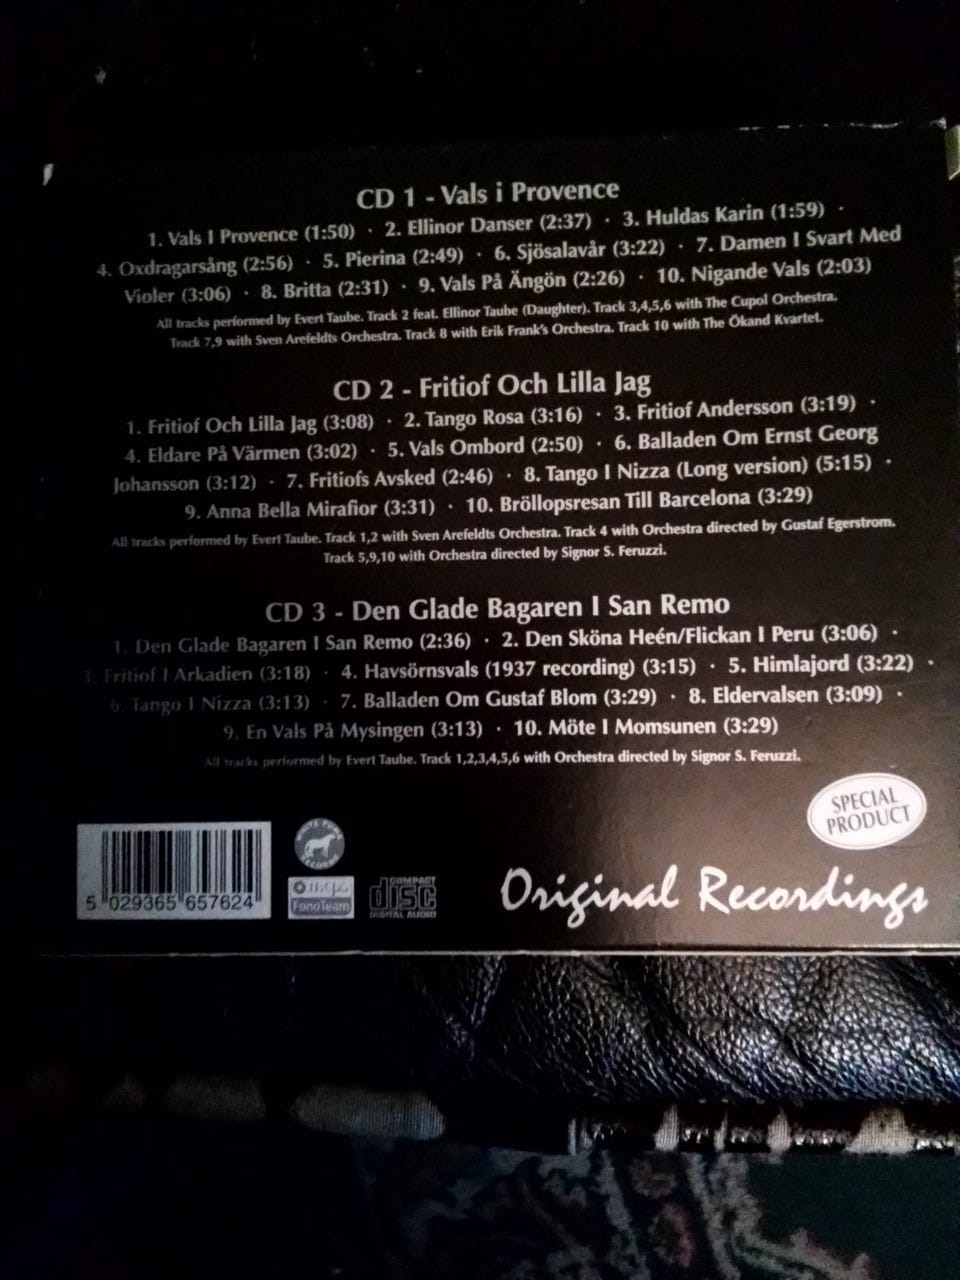 CD 1 - Vals i Provence
1. Vals I Provence (1:50) · 2. Ellinor Danser (2:37) · 3. Huldas Karin (1:59) ·
4. Oxdragarsång (2:56) · 5. Pierina (2:49) · 6. Sjösalavår (3:22) · 7. Damen I Svart Med
Violer (3:06) · 8. Britta (2:31) · 9. Vals På Ängön (2:26) · 10. Nigande Vals (2:03)
All tracks performed by Evert Taube. Track 2 feat. Ellinor Taube (Daughter). Track 3,4,5,6 with The Cupol Orchestra.
Track 7,9 with Sven Arefeldts Orchestra. Track 8 with Erik Frank's Orchestra. Track 10 with The Ökand Kvartet.
CD 2 - Fritiof Och Lilla Jag
1. Fritiof Och Lilla Jag (3:08) · 2. Tango Rosa (3:16) · 3. Fritiof Andersson (3:19) ·
4. Eldare På Värmen (3:02) · 5. Vals Ombord (2:50) · 6. Balladen Om Ernst Georg
Johansson (3:12) · 7. Fritiofs Avsked (2:46) · 8. Tango I Nizza (Long version) (5:15) ·
9. Anna Bella Mirafior (3:31) · 10. Bröllopsresan Till Barcelona (3:29)
All tracks performed by Evert Taube. Track 1,2 with Sven Arefeldts Orchestra. Track 4 with Orchestra directed by Gustaf Egerstrom.
Track 5,9,10 with Orchestra directed by Signor S. Feruzzi.
CD 3 - Den Glade Bagaren I San Remo
1. Den Glade Bagaren I San Remo (2:36) · 2. Den Sköna Heén/Flickan I Peru (3:06) ·
3. Fritiof I Arkadien (3:18) · 4. Havsörnsvals (1937 recording) (3:15) · 5. Himlajord (3:22) ·
6. Tango I Nizza (3:13) · 7. Balladen Om Gustaf Blom (3:29) · 8. Eldervalsen (3:09) ·
9. En Vals På Mysingen (3:13) · 10. Möte I Momsunen (3:29)
All tracks performed by Evert Taube. Track 1,2,3,4,5,6 with Orchestra directed by Signor S. Feruzzi.
SPECIAL
PRODUCT
5 029365 657624
WHITE PUMA
RECORDS
FonoTeam
COMPACT
disc
DIGITAL AUDIO
Original Recordings